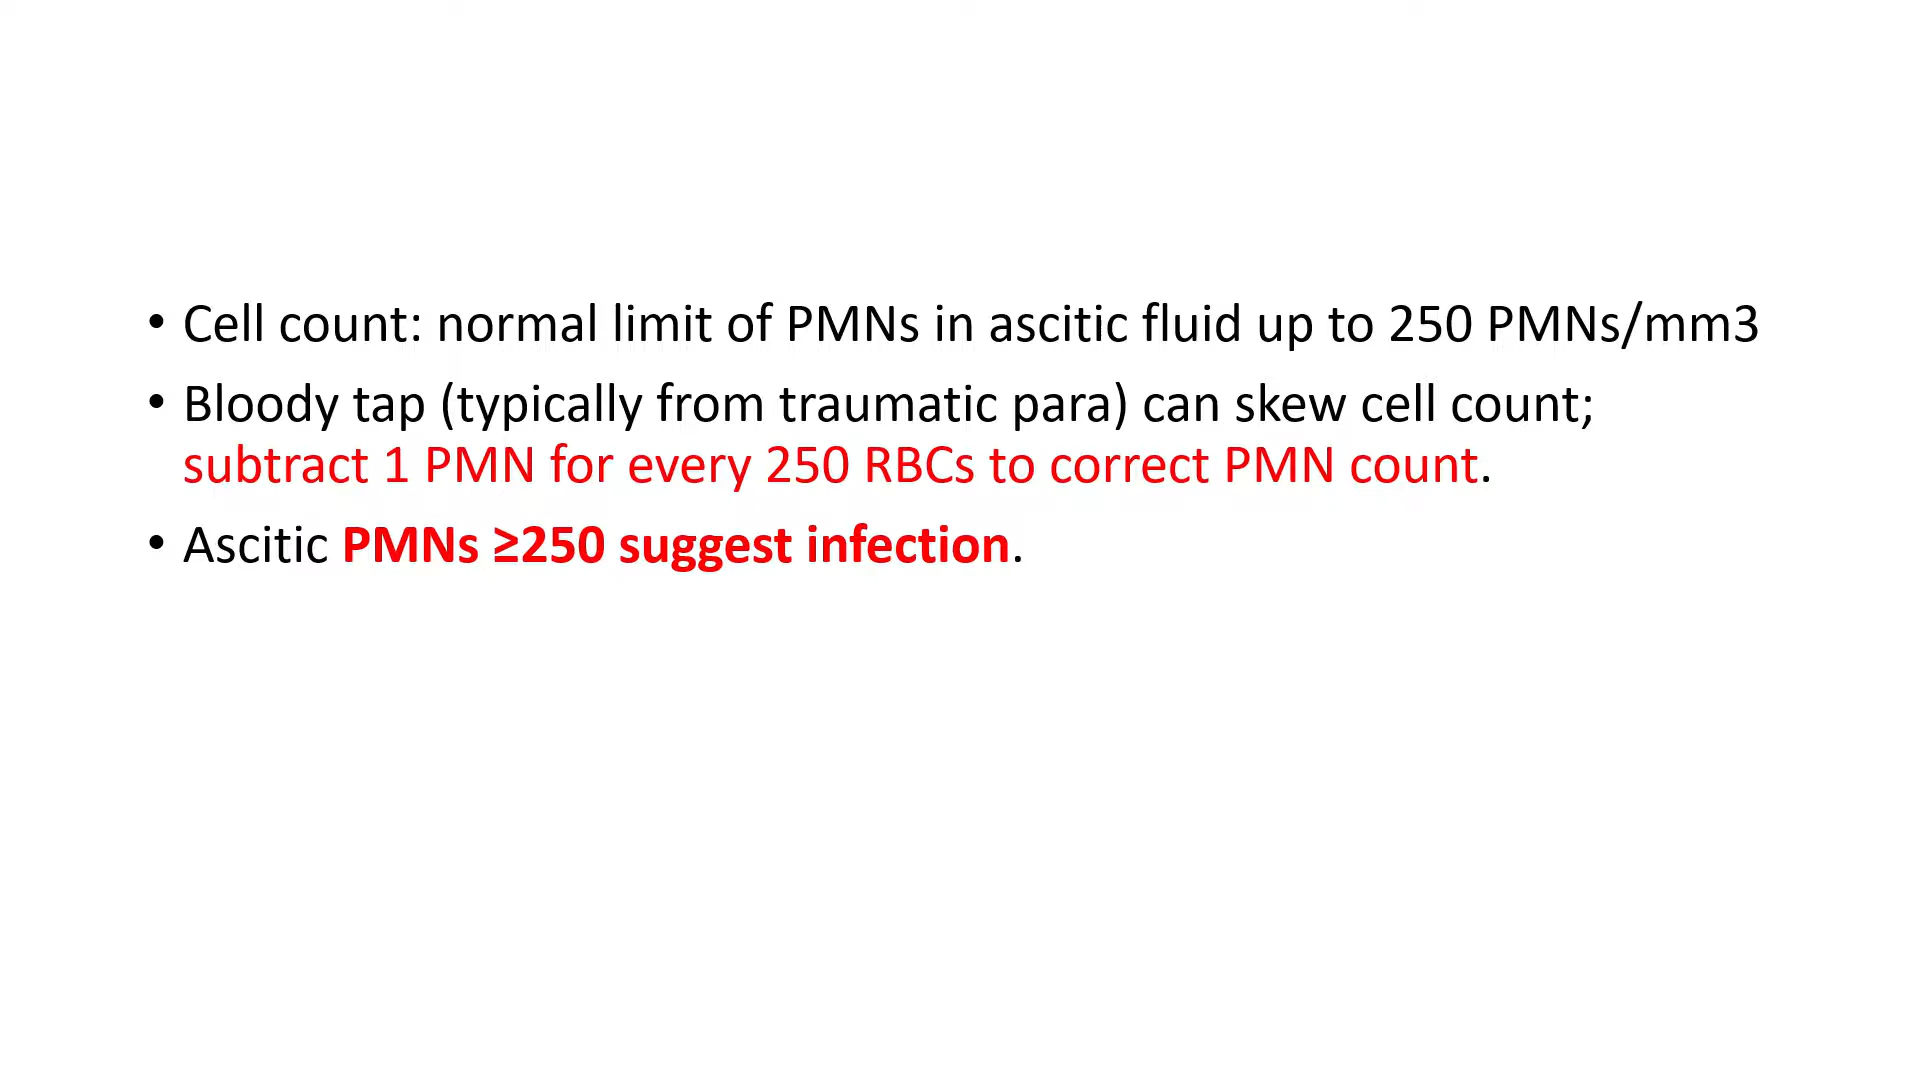 • Cell count: normal limit of PMNs in ascitic fluid up to 250 PMNs/mm3
• Bloody tap (typically from traumatic para) can skew cell count;
subtract 1 PMN for every 250 RBCs to correct PMN count.
• Ascitic PMNs ≥250 suggest infection.